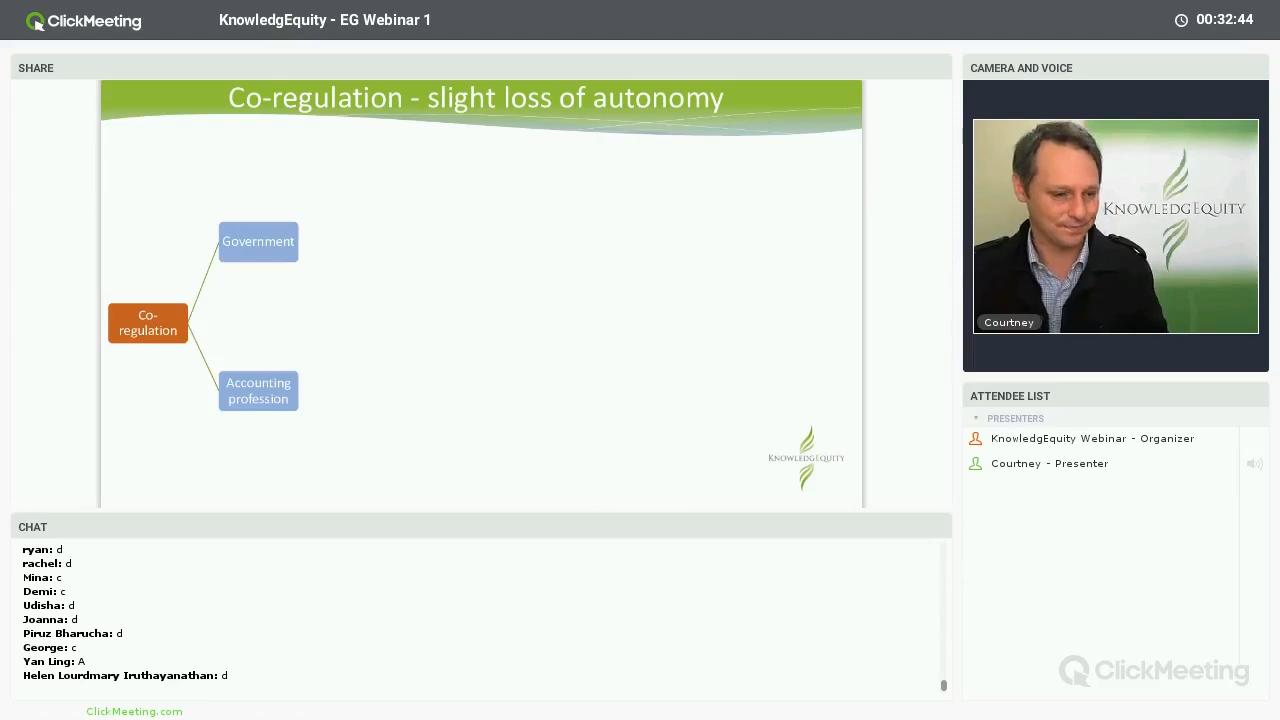 ClickMeeting
KnowledgEquity - EG Webinar 1
00:32:44
SHARE
Co-regulation - slight loss of autonomy
Government
Co-
regulation
Accounting
profession
KNOWLEDGEQUITY
CAMERA AND VOICE
KNOWLEDGEQUITY
Courtney
ATTENDEE LIST
PRESENTERS
KnowledgEquity Webinar - Organizer
Courtney - Presenter
CHAT
ryan: d
rachel: d
Mina: c
Demi: c
Udisha: d
Joanna: d
Piruz Bharucha: d
George: c
Yan Ling: A
Helen Lourdmary Iruthayanathan: d
ClickMeeting
ClickMeeting.com